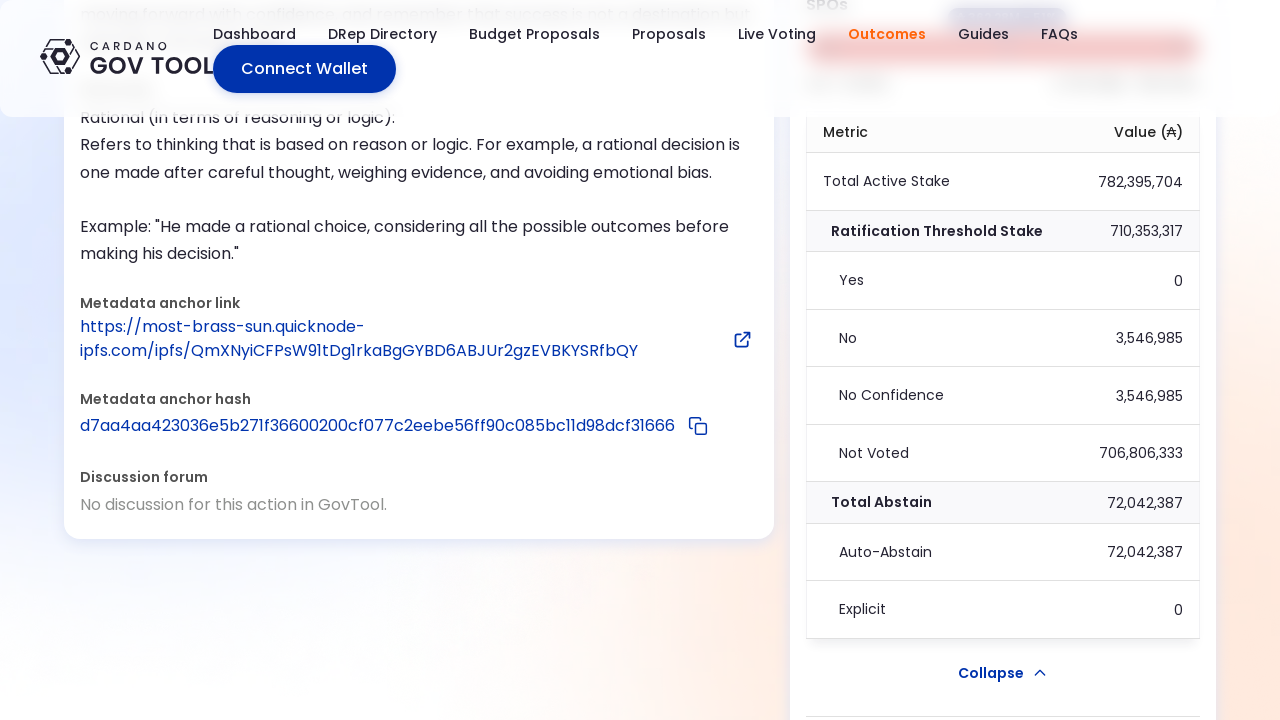 CARDANO
GOV TOOL
Dashboard
DRep Directory
Budget Proposals
Proposals
Live Voting
Outcomes
Guides
FAQs
Connect Wallet
SPOs
Rational (in terms of reasoning or logic):
Refers to thinking that is based on reason or logic. For example, a rational decision is
one made after careful thought, weighing evidence, and avoiding emotional bias.
Example: "He made a rational choice, considering all the possible outcomes before
making his decision."
Metadata anchor link
https://most-brass-sun.quicknode-
ipfs.com/ipfs/QmXNyiCFPsW91tDg1rkaBgGYBD6ABJUr2gzEVBKYSRfbQY
Metadata anchor hash
d7aa4aa423036e5b271f36600200cf077c2eebe56ff90c085bc11d98dcf31666
Discussion forum
No discussion for this action in GovTool.
Metric Value (₳)
Total Active Stake 782,395,704
Ratification Threshold Stake 710,353,317
Yes 0
No 3,546,985
No Confidence 3,546,985
Not Voted 706,806,333
Total Abstain 72,042,387
Auto-Abstain 72,042,387
Explicit 0
Collapse